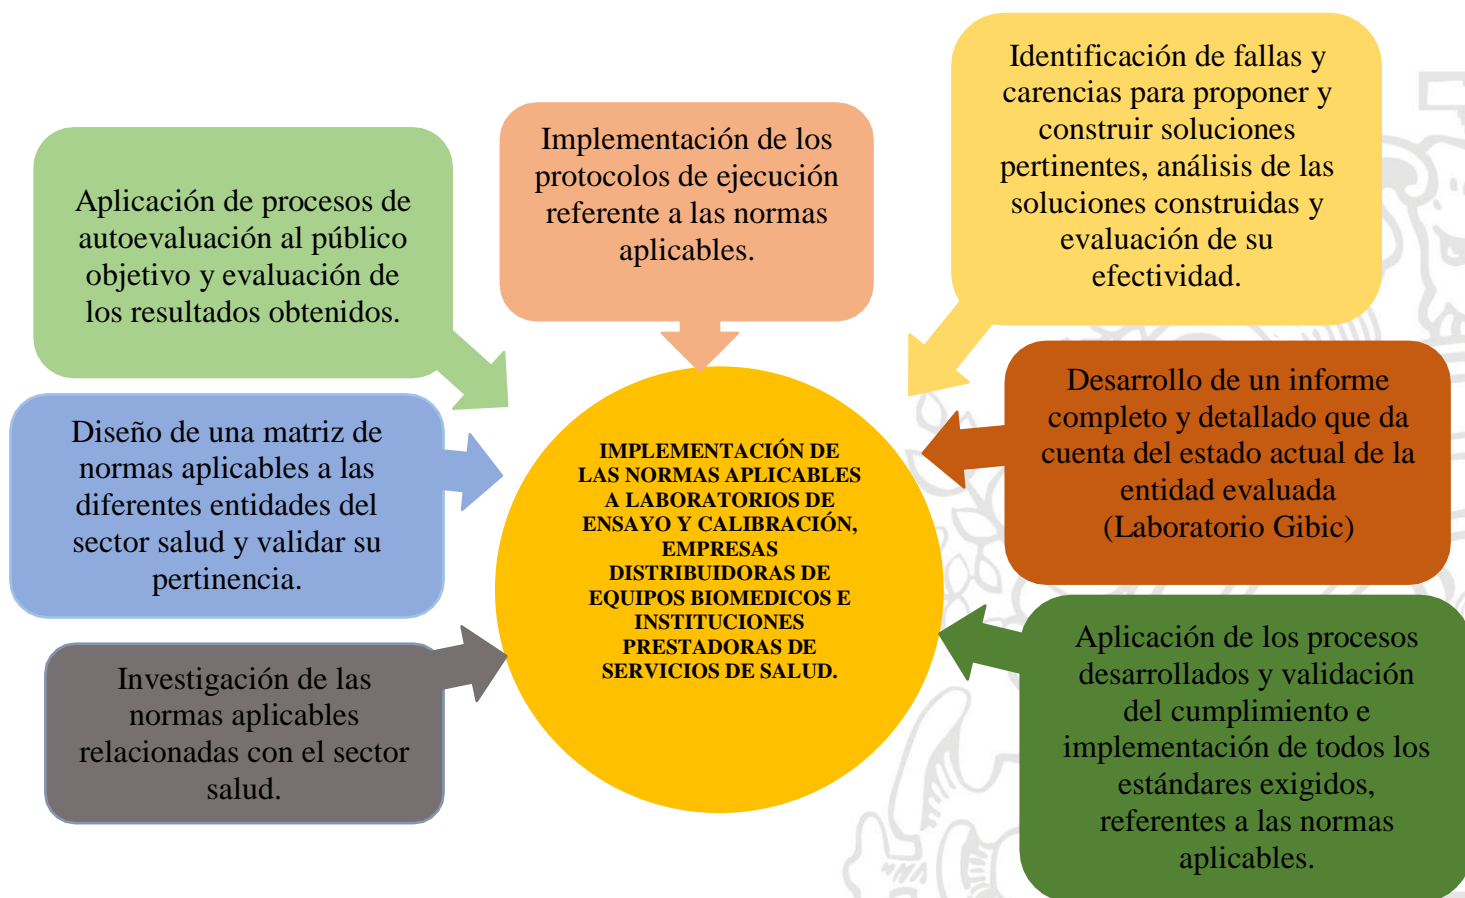 Aplicación de procesos de
autoevaluación al público
objetivo y evaluación de
los resultados obtenidos.
Implementación de los
protocolos de ejecución
referente a las normas
aplicables.
Identificación de fallas y
carencias para proponer y
construir soluciones
pertinentes, análisis de las
soluciones construidas y
evaluación de su
efectividad.
Diseño de una matriz de
normas aplicables a las
diferentes entidades del
sector salud y validar su
pertinencia.
IMPLEMENTACIÓN DE
LAS NORMAS APLICABLES
A LABORATORIOS DE
ENSAYO Y CALIBRACIÓN,
EMPRESAS
DISTRIBUIDORAS DE
EQUIPOS BIOMEDICOS E
INSTITUCIONES
PRESTADORAS DE
SERVICIOS DE SALUD.
Desarrollo de un informe
completo y detallado que da
cuenta del estado actual de la
entidad evaluada
(Laboratorio Gibic)
Investigación de las
normas aplicables
relacionadas con el sector
salud.
Aplicación de los procesos
desarrollados y validación
del cumplimiento e
implementación de todos los
estándares exigidos,
referentes a las normas
aplicables.